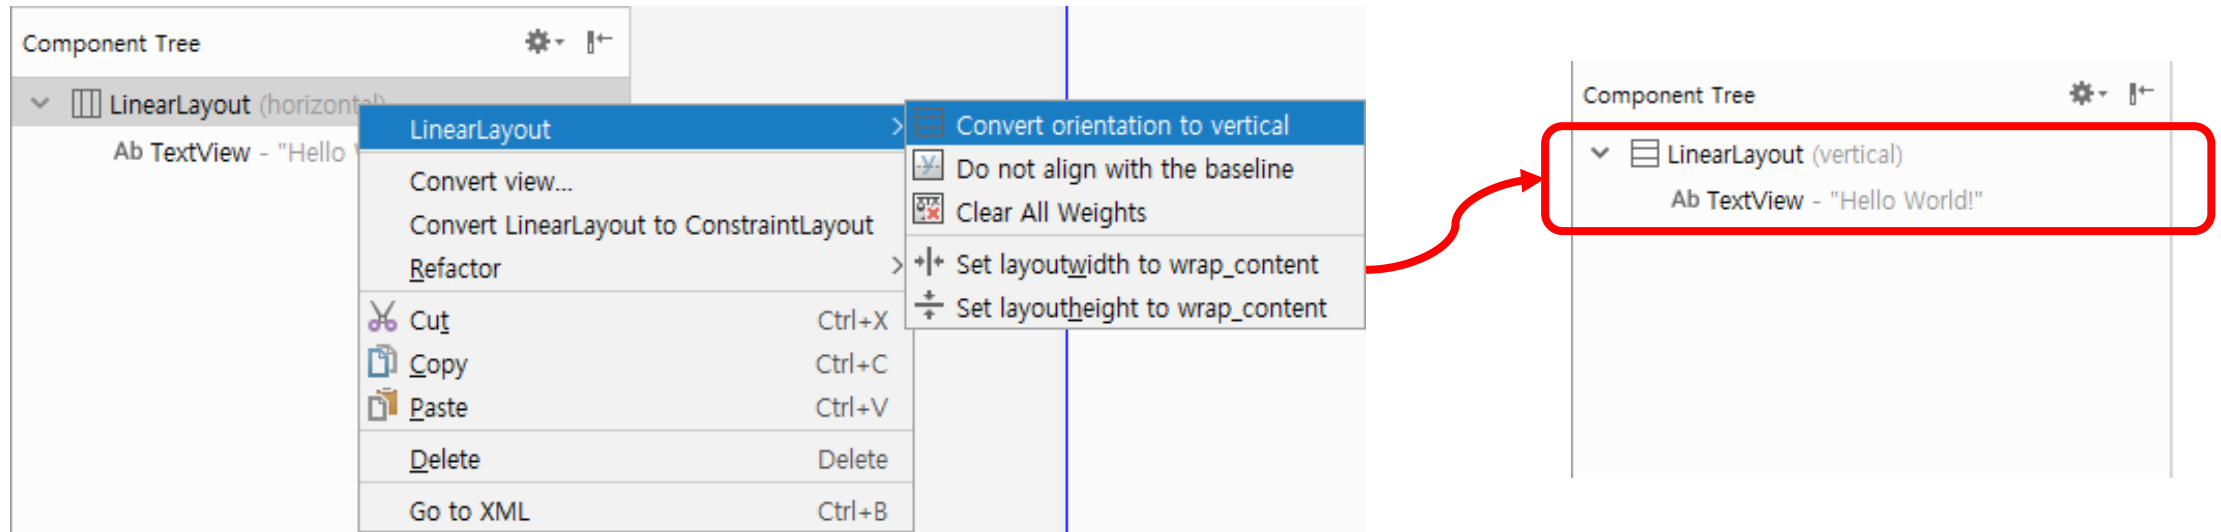 Component Tree
LinearLayout (horizontal)
Ab TextView - "Hello
LinearLayout
Convert view...
Convert LinearLayout to ConstraintLayout
Refactor
Cut Ctrl+X
Copy Ctrl+C
Paste Ctrl+V
Delete Delete
Go to XML Ctrl+B
Convert orientation to vertical
Do not align with the baseline
Clear All Weights
Set layoutwidth to wrap_content
Set layoutheight to wrap_content
Component Tree
LinearLayout (vertical)
Ab TextView - "Hello World!"